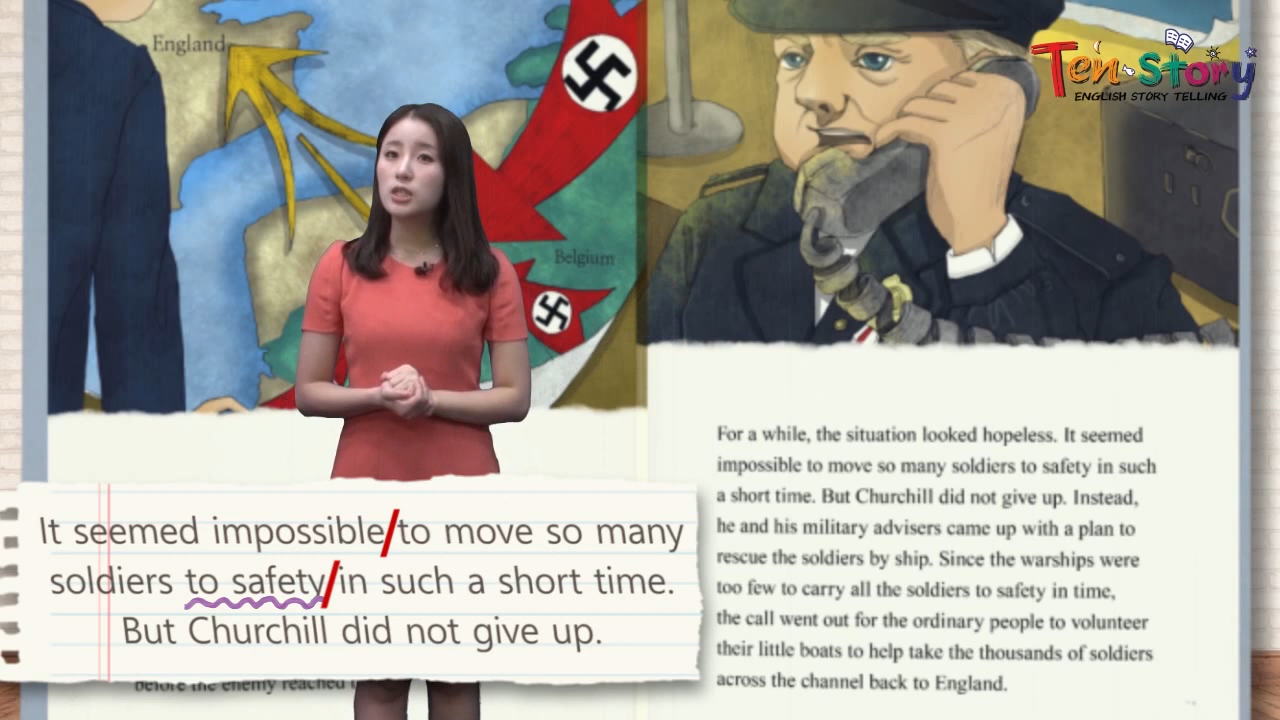 England
Belgium
Ten Story
ENGLISH STORY TELLING
It seemed impossible/to move so many
soldiers to safety/in such a short time.
But Churchill did not give up.
before the enemy reached
For a while, the situation looked hopeless. It seemed
impossible to move so many soldiers to safety in such
a short time. But Churchill did not give up. Instead,
he and his military advisers came up with a plan to
rescue the soldiers by ship. Since the warships were
too few to carry all the soldiers to safety in time,
the call went out for the ordinary people to volunteer
their little boats to help take the thousands of soldiers
across the channel back to England.